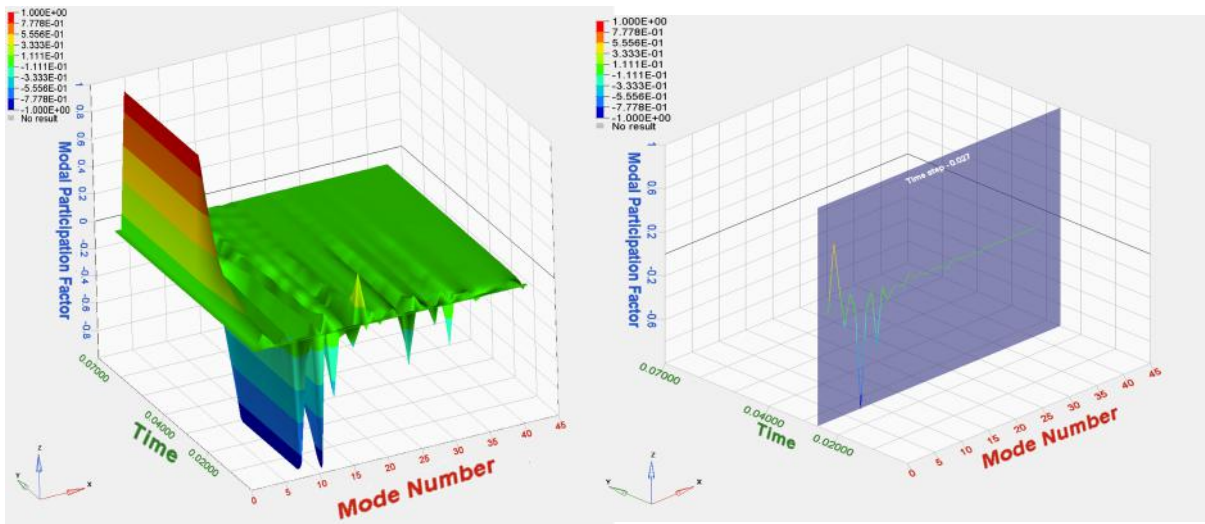 1.000E+00
7.778E-01
5.556E-01
3.333E-01
1.111E-01
-1.111E-01
-3.333E-01
-5.556E-01
-7.778E-01
-1.000E+00
No result
Modal Participation Factor
1
0.8
0.6
0.4
0.2
0
-0.2
-0.4
-0.6
-0.8
0.07000
0.04000
0.02000
Time
0
5
10
15
20
25
30
35
40
45
Mode Number
Z
Y
X
1.000E+00
7.778E-01
5.556E-01
3.333E-01
1.111E-01
-1.111E-01
-3.333E-01
-5.556E-01
-7.778E-01
-1.000E+00
No result
Modal Participation Factor
1
0.6
0.2
-0.2
-0.6
Time step -0.027
0.07000
0.04000
0.02000
Time
0
5
10
15
20
25
30
35
40
45
Mode Number
Z
Y
X